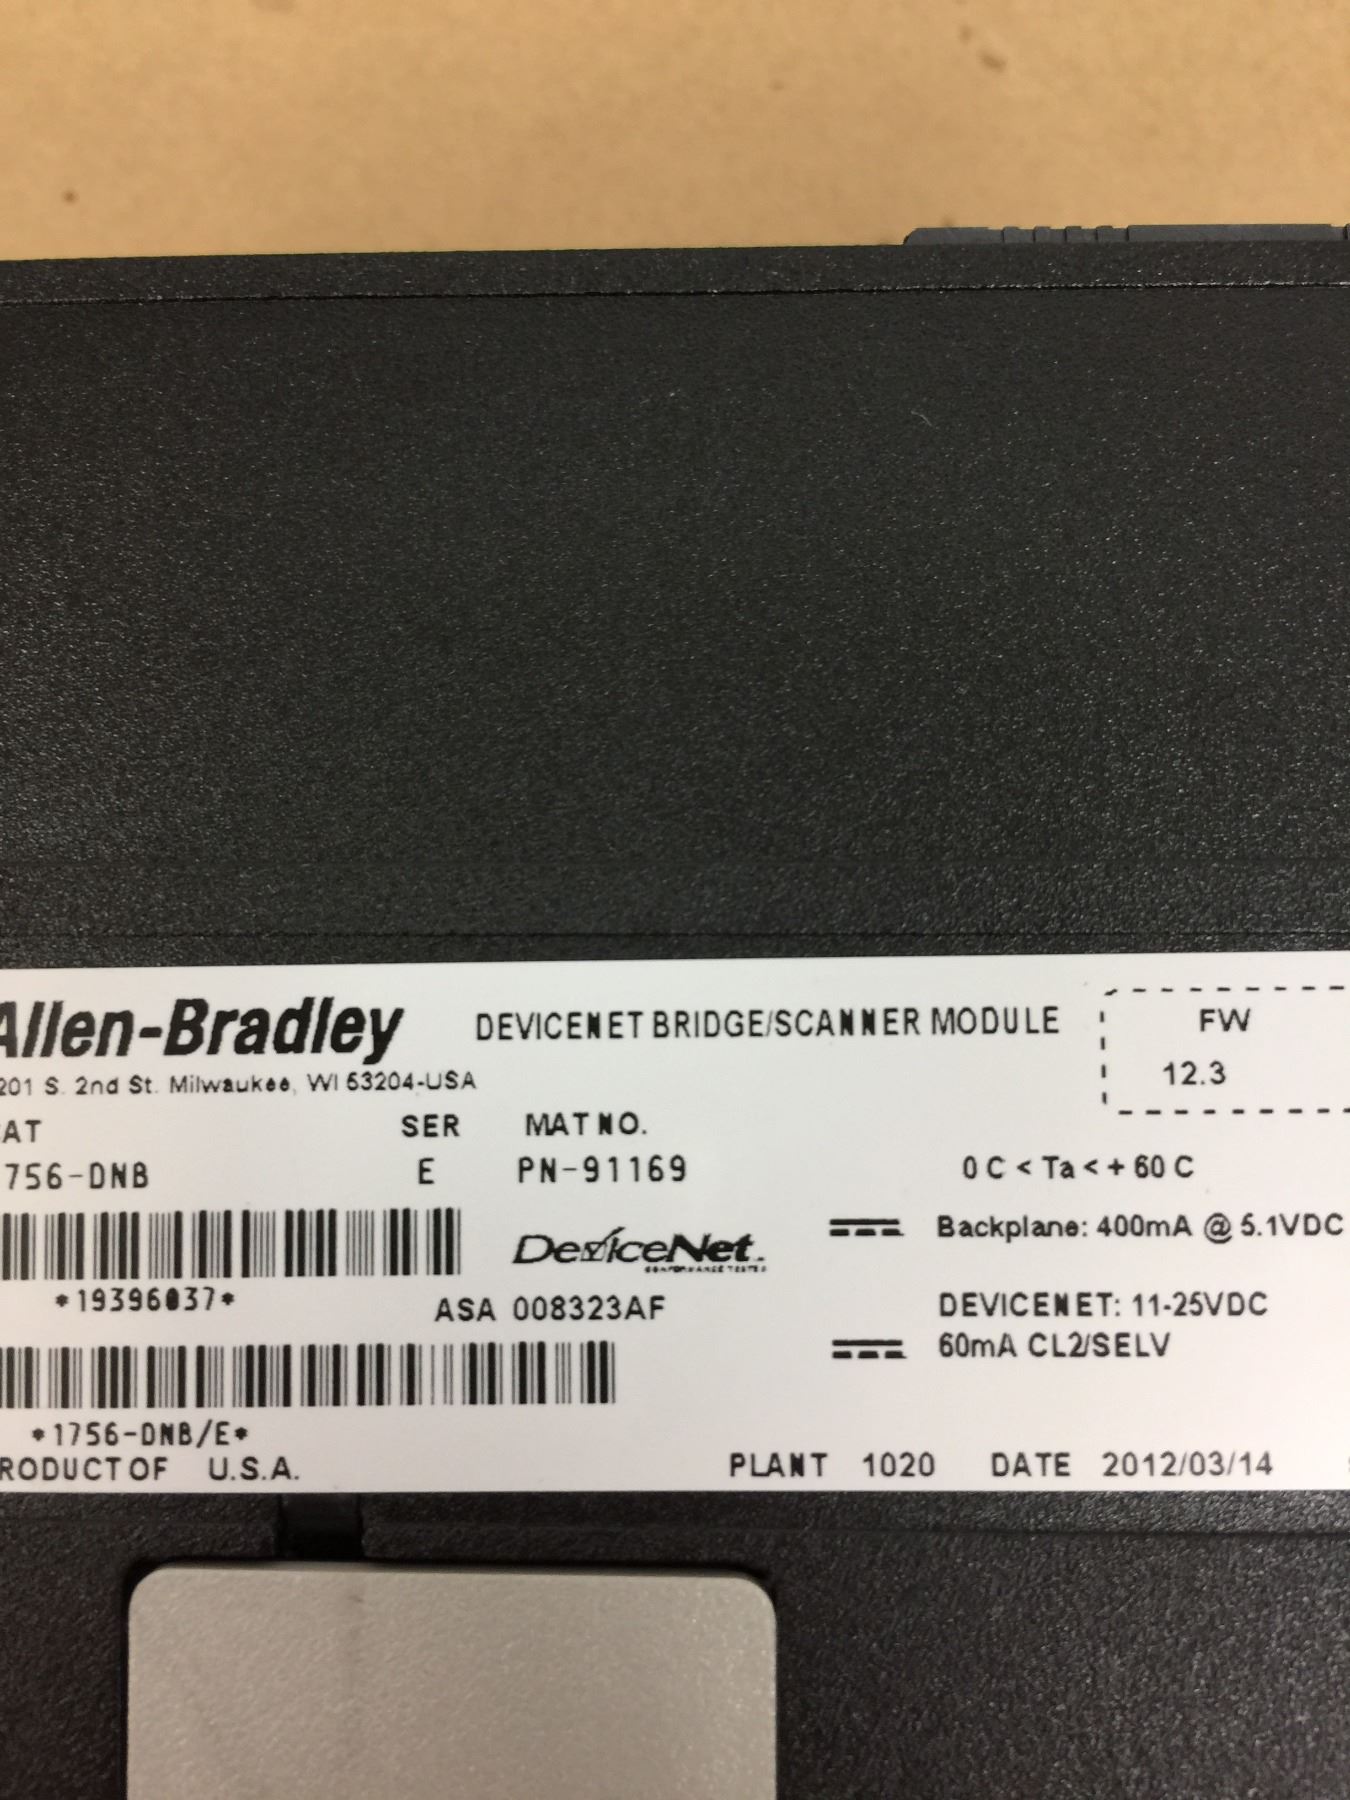 Allen-Bradley DEVICENET BRIDGE/SCANNER MODULE FW
201 S. 2nd St. Milwaukee, WI 53204-USA 12.3
AT SER MAT NO.
756-DNB E PN-91169 0 C < Ta < + 60 C
DeviceNet. Backplane: 400mA @ 5.1VDC
CONFORMANCE TESTED
*19396037* ASA 008323AF DEVICENET: 11-25VDC
60mA CL2/SELV
*1756-DNB/E*
RODUCT OF U.S.A. PLANT 1020 DATE 2012/03/14